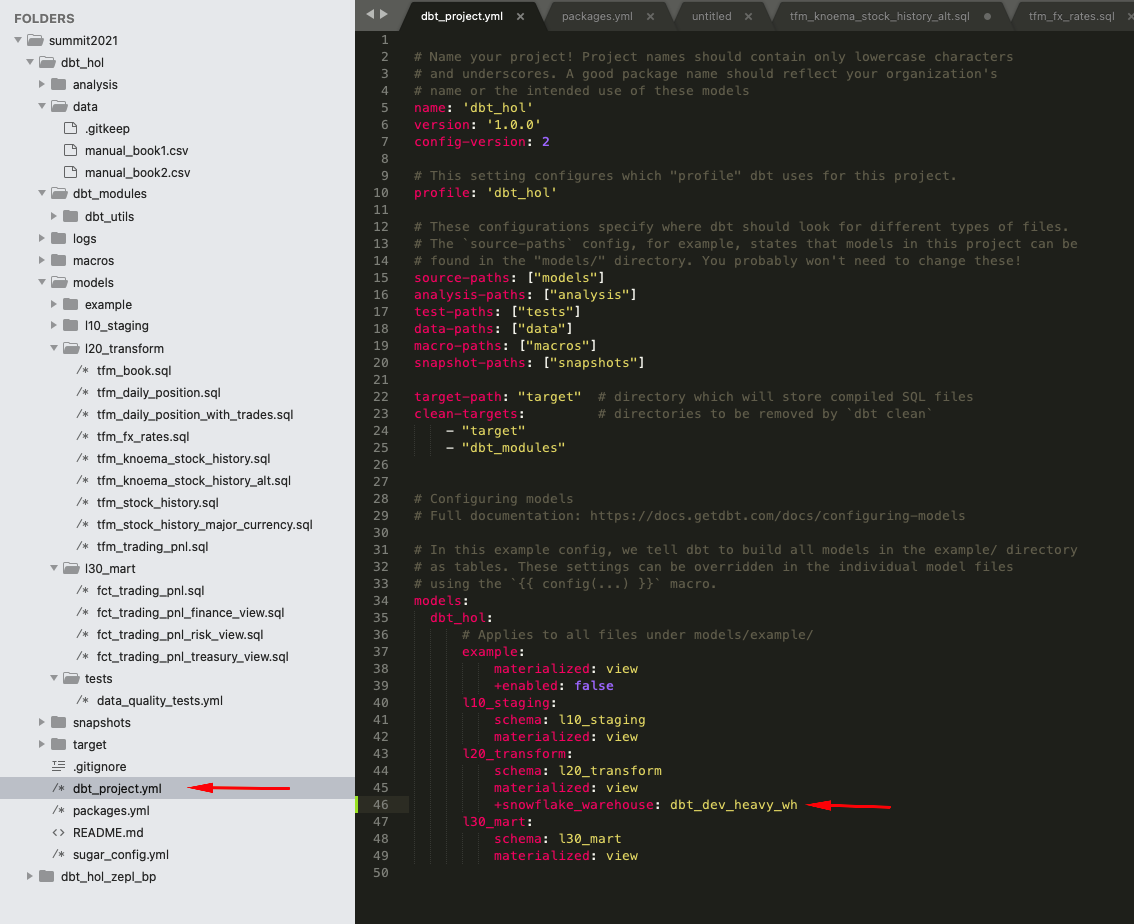 FOLDERS
summit2021
dbt_hol
analysis
data
.gitkeep
manual_book1.csv
manual_book2.csv
dbt_modules
dbt_utils
logs
macros
models
example
l10_staging
l20_transform
/* tfm_book.sql
/* tfm_daily_position.sql
/* tfm_daily_position_with_trades.sql
/* tfm_fx_rates.sql
/* tfm_knoema_stock_history.sql
/* tfm_knoema_stock_history_alt.sql
/* tfm_stock_history.sql
/* tfm_stock_history_major_currency.sql
/* tfm_trading_pnl.sql
l30_mart
/* fct_trading_pnl.sql
/* fct_trading_pnl_finance_view.sql
/* fct_trading_pnl_risk_view.sql
/* fct_trading_pnl_treasury_view.sql
tests
/* data_quality_tests.yml
snapshots
target
.gitignore
/* dbt_project.yml
/* packages.yml
<> README.md
/* sugar_config.yml
dbt_hol_zepl_bp
dbt_project.yml × packages.yml × untitled × tfm_knoema_stock_history_alt.sql tfm_fx_rates.sql ×
1
2 # Name your project! Project names should contain only lowercase characters
3 # and underscores. A good package name should reflect your organization's
4 # name or the intended use of these models
5 name: 'dbt_hol'
6 version: '1.0.0'
7 config-version: 2
8
9 # This setting configures which "profile" dbt uses for this project.
10 profile: 'dbt_hol'
11
12 # These configurations specify where dbt should look for different types of files.
13 # The `source-paths` config, for example, states that models in this project can be
14 # found in the "models/" directory. You probably won't need to change these!
15 source-paths: ["models"]
16 analysis-paths: ["analysis"]
17 test-paths: ["tests"]
18 data-paths: ["data"]
19 macro-paths: ["macros"]
20 snapshot-paths: ["snapshots"]
21
22 target-path: "target"  # directory which will store compiled SQL files
23 clean-targets:         # directories to be removed by `dbt clean`
24     – "target"
25     – "dbt_modules"
26
27
28 # Configuring models
29 # Full documentation: https://docs.getdbt.com/docs/configuring-models
30
31 # In this example config, we tell dbt to build all models in the example/ directory
32 # as tables. These settings can be overridden in the individual model files
33 # using the `{{ config(...) }}` macro.
34 models:
35   dbt_hol:
36       # Applies to all files under models/example/
37       example:
38           materialized: view
39           +enabled: false
40       l10_staging:
41           schema: l10_staging
42           materialized: view
43       l20_transform:
44           schema: l20_transform
45           materialized: view
46           +snowflake_warehouse: dbt_dev_heavy_wh
47       l30_mart:
48           schema: l30_mart
49           materialized: view
50